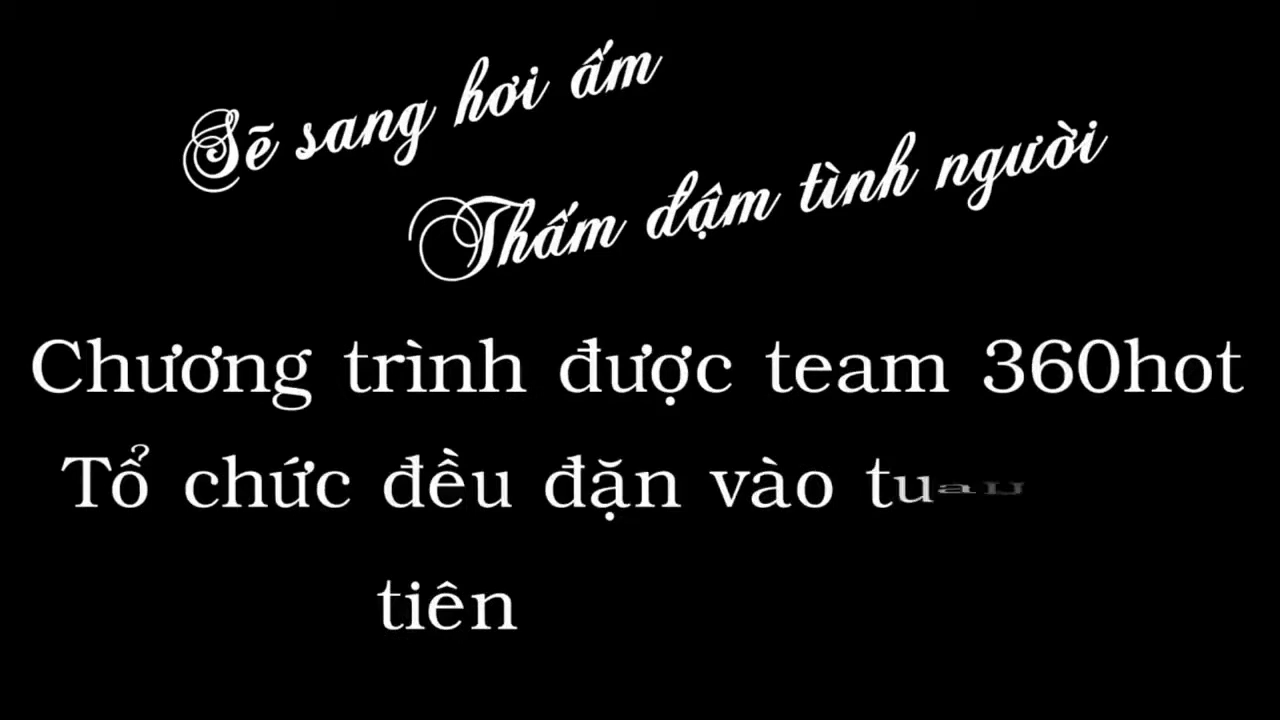 Sẽ sang hơi ấm
Thấm đậm tình người
Chương trình được team 360hot
Tổ chức đều đặn vào
tiên